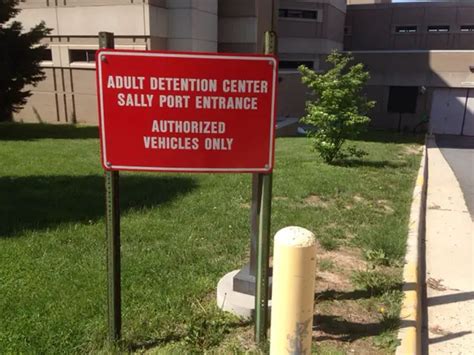 ADULT DETENTION CENTER
SALLY PORT ENTRANCE
AUTHORIZED
VEHICLES ONLY